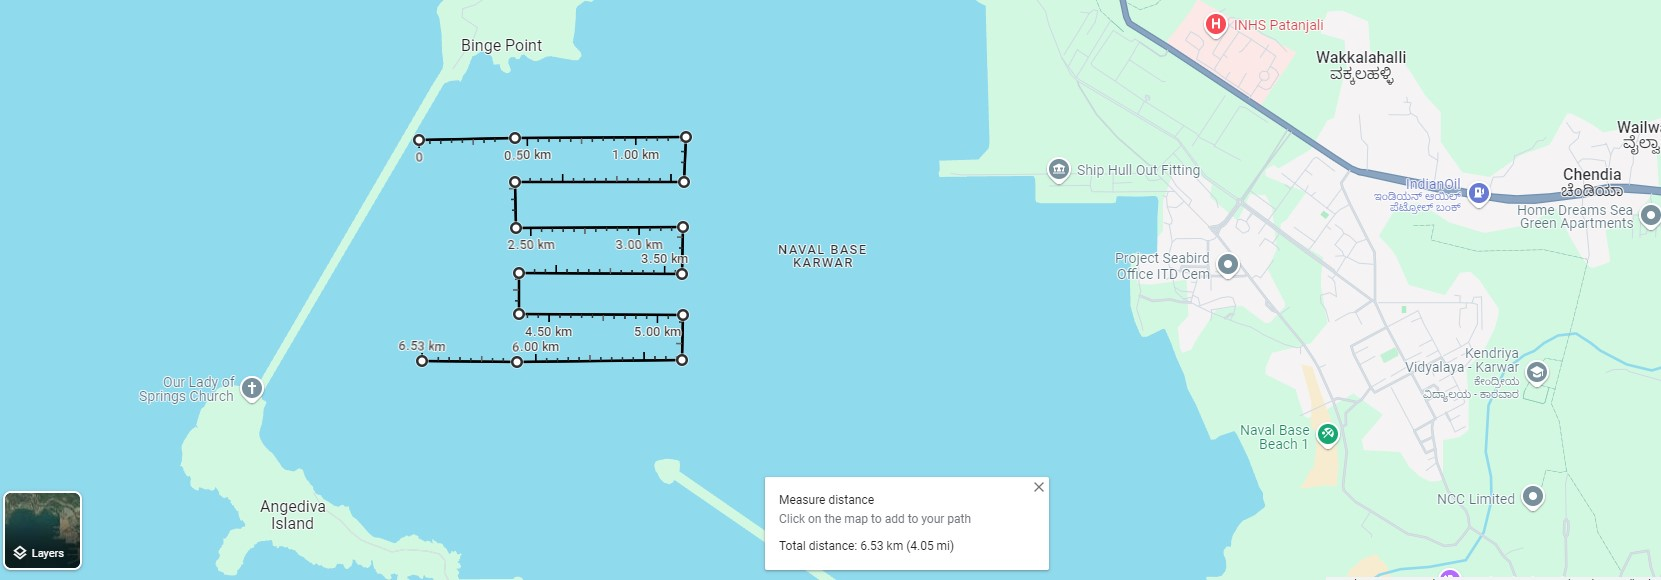 Binge Point
INHS Patanjali
Wakkalahalli
ವಕ್ಕಲಹಳ್ಳಿ
0
0.50 km
1.00 km
Ship Hull Out Fitting
IndianOil
ಇಂಡಿಯನ್ ಆಯಿಲ್
ಪೆಟ್ರೋಲ್ ಬಂಕ್
Chendia
ಚೆಂಡಿಯಾ
Home Dreams Sea
Green Apartments
2.50 km
3.00 km
3.50 km
NAVAL BASE
KARWAR
Project Seabird
Office ITD Cem
4.50 km
5.00 km
6.53 km
6.00 km
Our Lady of
Springs Church
Kendriya
Vidyalaya - Karwar
ಕೇಂದ್ರೀಯ
ವಿದ್ಯಾಲಯ - ಕಾರವಾರ
Naval Base
Beach 1
Angediva
Island
NCC Limited
Measure distance
Click on the map to add to your path
Total distance: 6.53 km (4.05 mi)
Layers